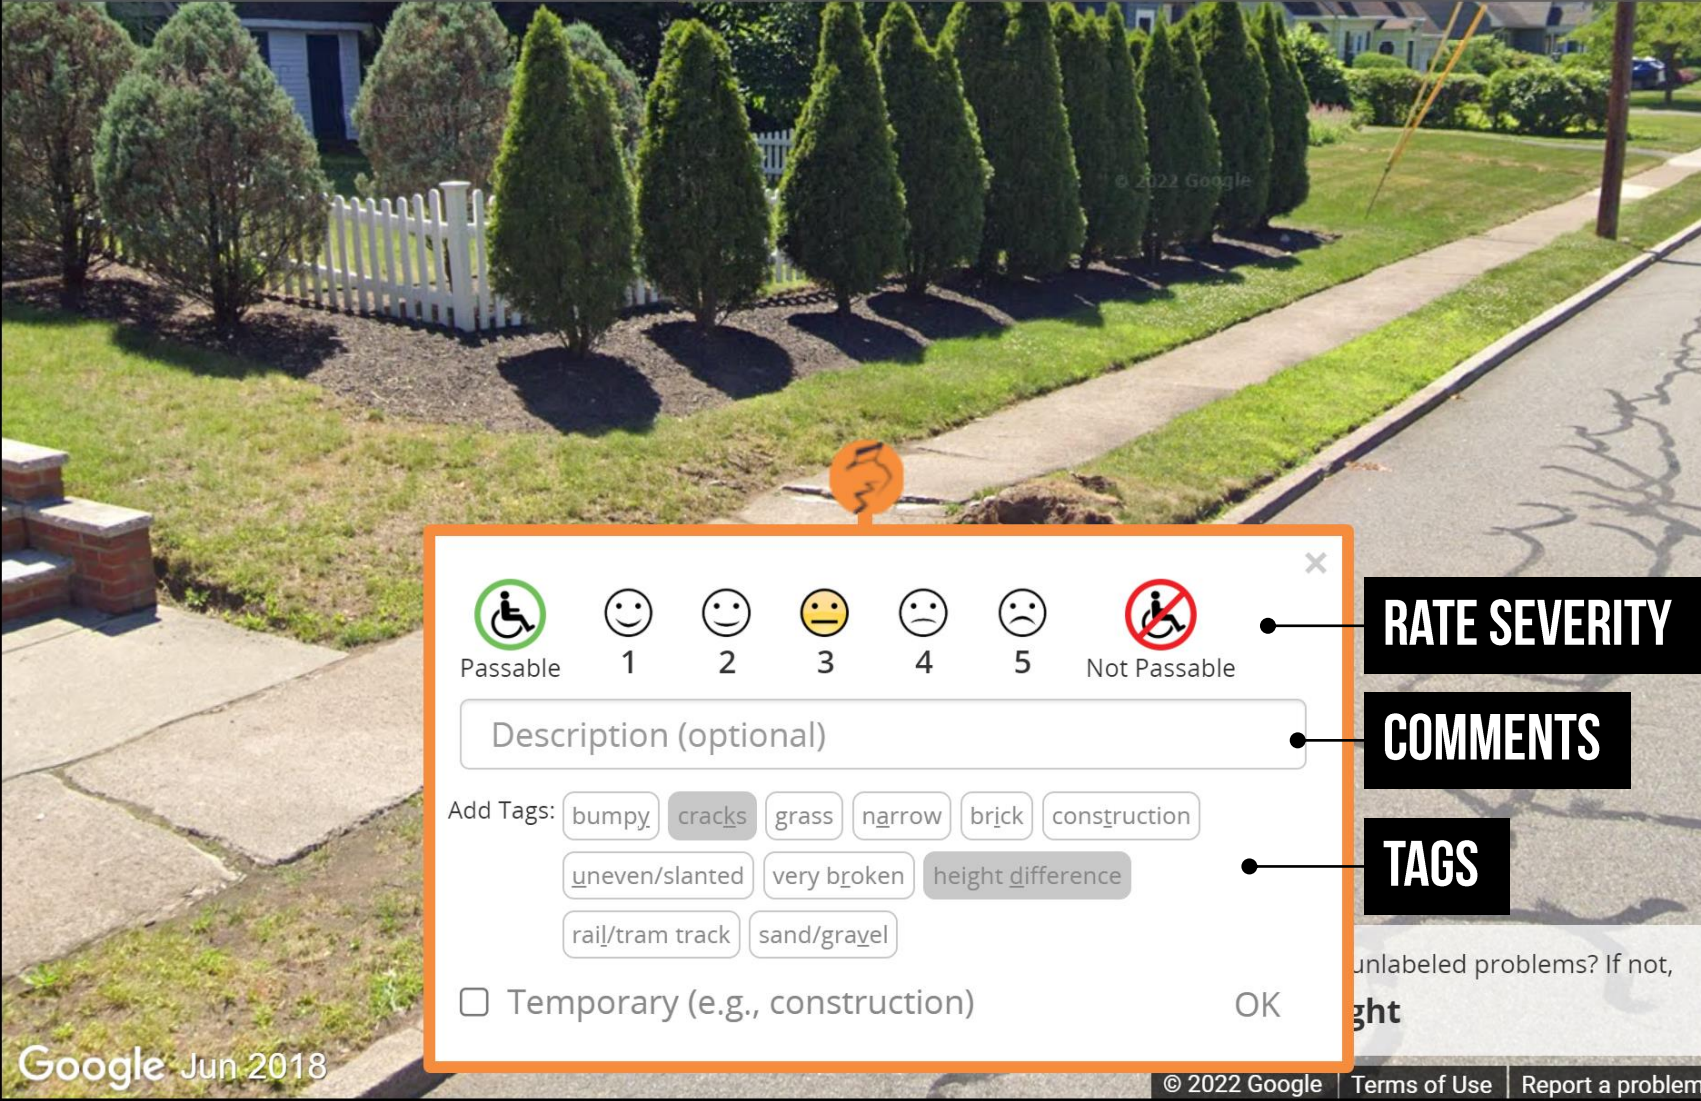 © 2022 Google
Passable
1
2
3
4
5
Not Passable
RATE SEVERITY
Description (optional)
COMMENTS
Add Tags:
bumpy
cracks
grass
narrow
brick
construction
uneven/slanted
very broken
height difference
TAGS
rail/tram track
sand/gravel
unlabeled problems? If not,
Temporary (e.g., construction)
OK
Google Jun 2018
© 2022 Google
Terms of Use
Report a problem